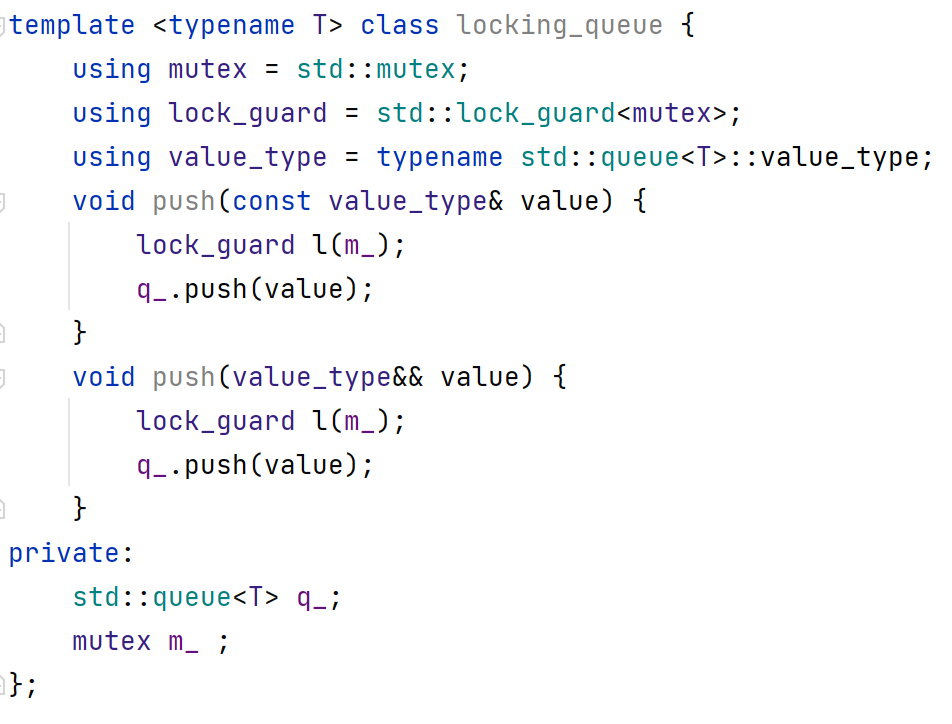 template <typename T> class locking_queue {
    using mutex = std::mutex;
    using lock_guard = std::lock_guard<mutex>;
    using value_type = typename std::queue<T>::value_type;
    void push(const value_type& value) {
        lock_guard l(m_);
        q_.push(value);
    }
    void push(value_type&& value) {
        lock_guard l(m_);
        q_.push(value);
    }
private:
    std::queue<T> q_;
    mutex m_ ;
};